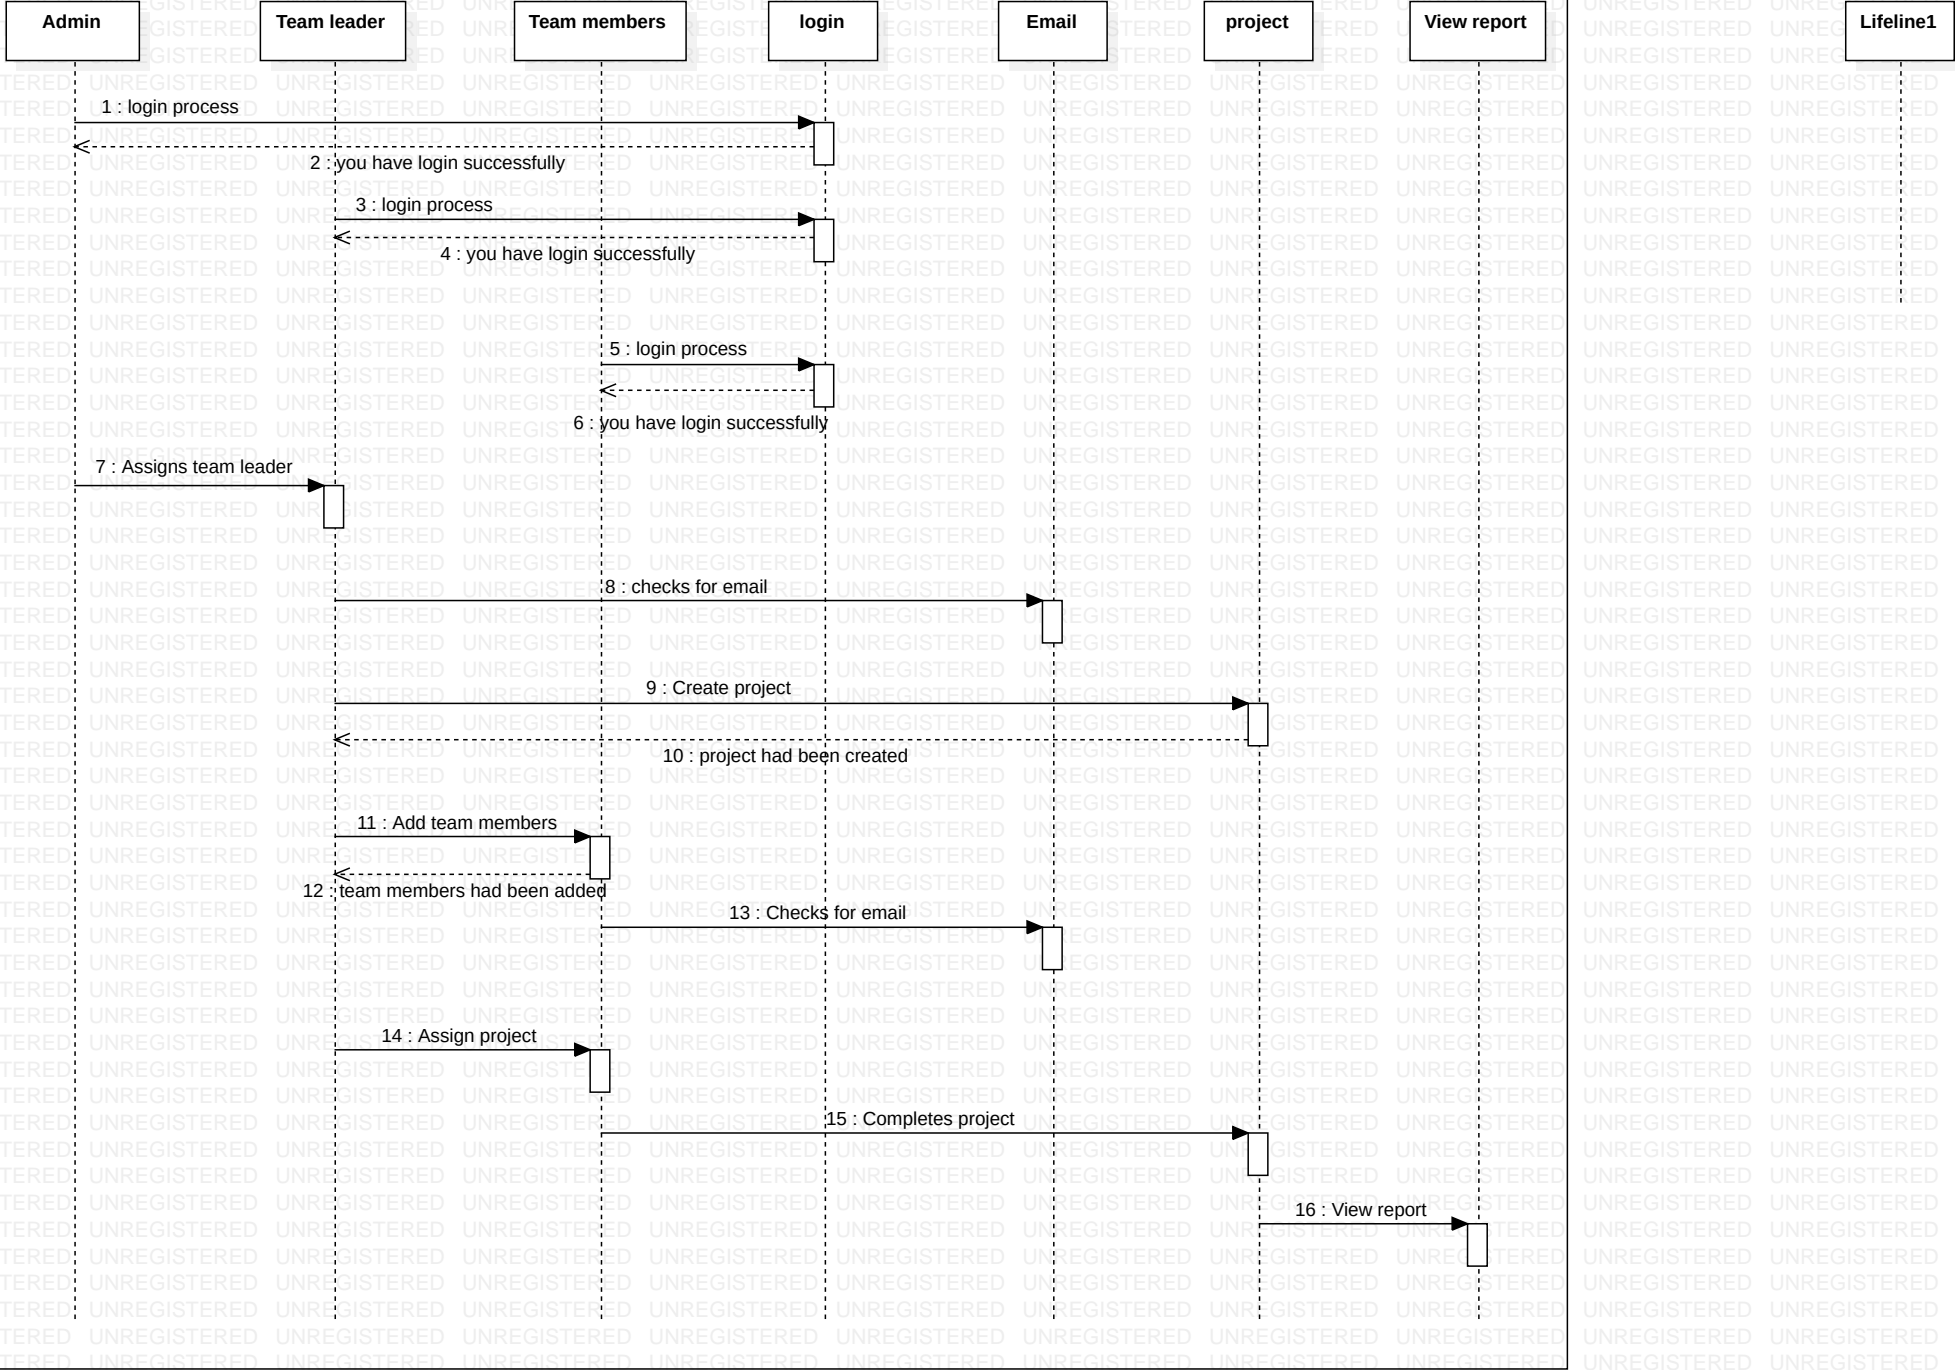 Admin
Team leader
Team members
login
Email
project
View report
Lifeline1
1 : login process
2 : you have login successfully
3 : login process
4 : you have login successfully
5 : login process
6 : you have login successfully
7 : Assigns team leader
8 : checks for email
9 : Create project
10 : project had been created
11 : Add team members
12 : team members had been added
13 : Checks for email
14 : Assign project
15 : Completes project
16 : View report
UNREGISTERED